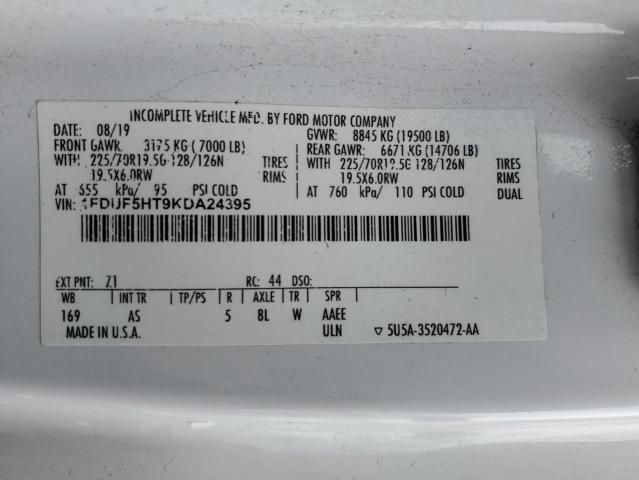 INCOMPLETE VEHICLE MFD. BY FORD MOTOR COMPANY
DATE: 08/19 GVWR: 8845 KG (19500 LB)
FRONT GAWR: 3175 KG ( 7000 LB) REAR GAWR: 6671 KG (14706 LB)
WITH 225/70R19.5G 128/126N TIRES WITH 225/70R19.5G 128/126N TIRES
19.5X6.0RW RIMS 19.5X6.0RW RIMS
AT 655 kPa/ 95 PSI COLD AT 760 kPa/ 110 PSI COLD DUAL
VIN: 1FDUF5HT9KDA24395
EXT PNT: Z1 RC: 44 DSO:
WB INT TR TP/PS R AXLE TR SPR
169 AS 5 8L W AAEE
MADE IN U.S.A. ULN ▽ 5U5A-3520472-AA